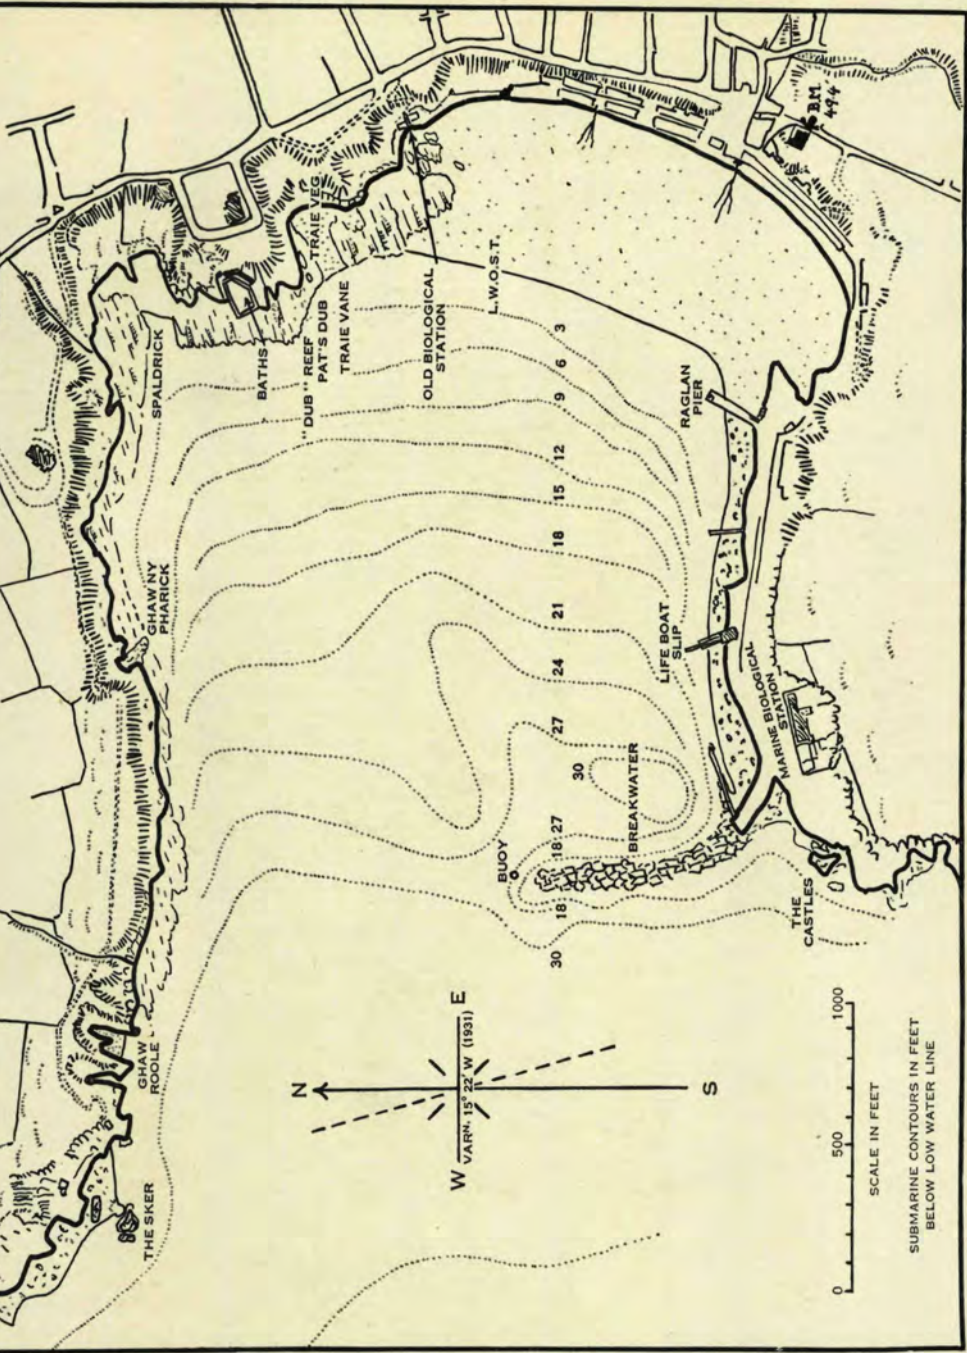 B.M.
49·4'
TRAIE VEG.
SPALDRICK
BATHS
"DUB" REEF
PAT'S DUB
TRAIE VANE
OLD BIOLOGICAL
STATION
L.W.O.S.T.
3
6
9
12
15
18
21
24
27
30
GHAW NY
PHARICK
RAGLAN
PIER
LIFE BOAT
SLIP
MARINE BIOLOGICAL
STATION
BREAKWATER
27
18
BUOY
18
30
THE
CASTLES
GHAW
ROOLE
THE SKER
N
W
E
VARN. 15° 22' W (1931)
S
0
500
1000
SCALE IN FEET
SUBMARINE CONTOURS IN FEET
BELOW LOW WATER LINE